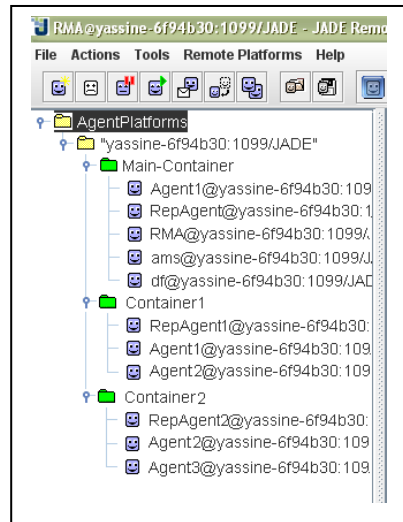 RMA@yassine-6f94b30:1099/JADE - JADE Remo
File Actions Tools Remote Platforms Help
AgentPlatforms
"yassine-6f94b30:1099/JADE"
Main-Container
Agent1@yassine-6f94b30:109
RepAgent@yassine-6f94b30:1
RMA@yassine-6f94b30:1099/
ams@yassine-6f94b30:1099/J
df@yassine-6f94b30:1099/JAD
Container1
RepAgent1@yassine-6f94b30:
Agent1@yassine-6f94b30:109
Agent2@yassine-6f94b30:109
Container2
RepAgent2@yassine-6f94b30:
Agent2@yassine-6f94b30:109
Agent3@yassine-6f94b30:109